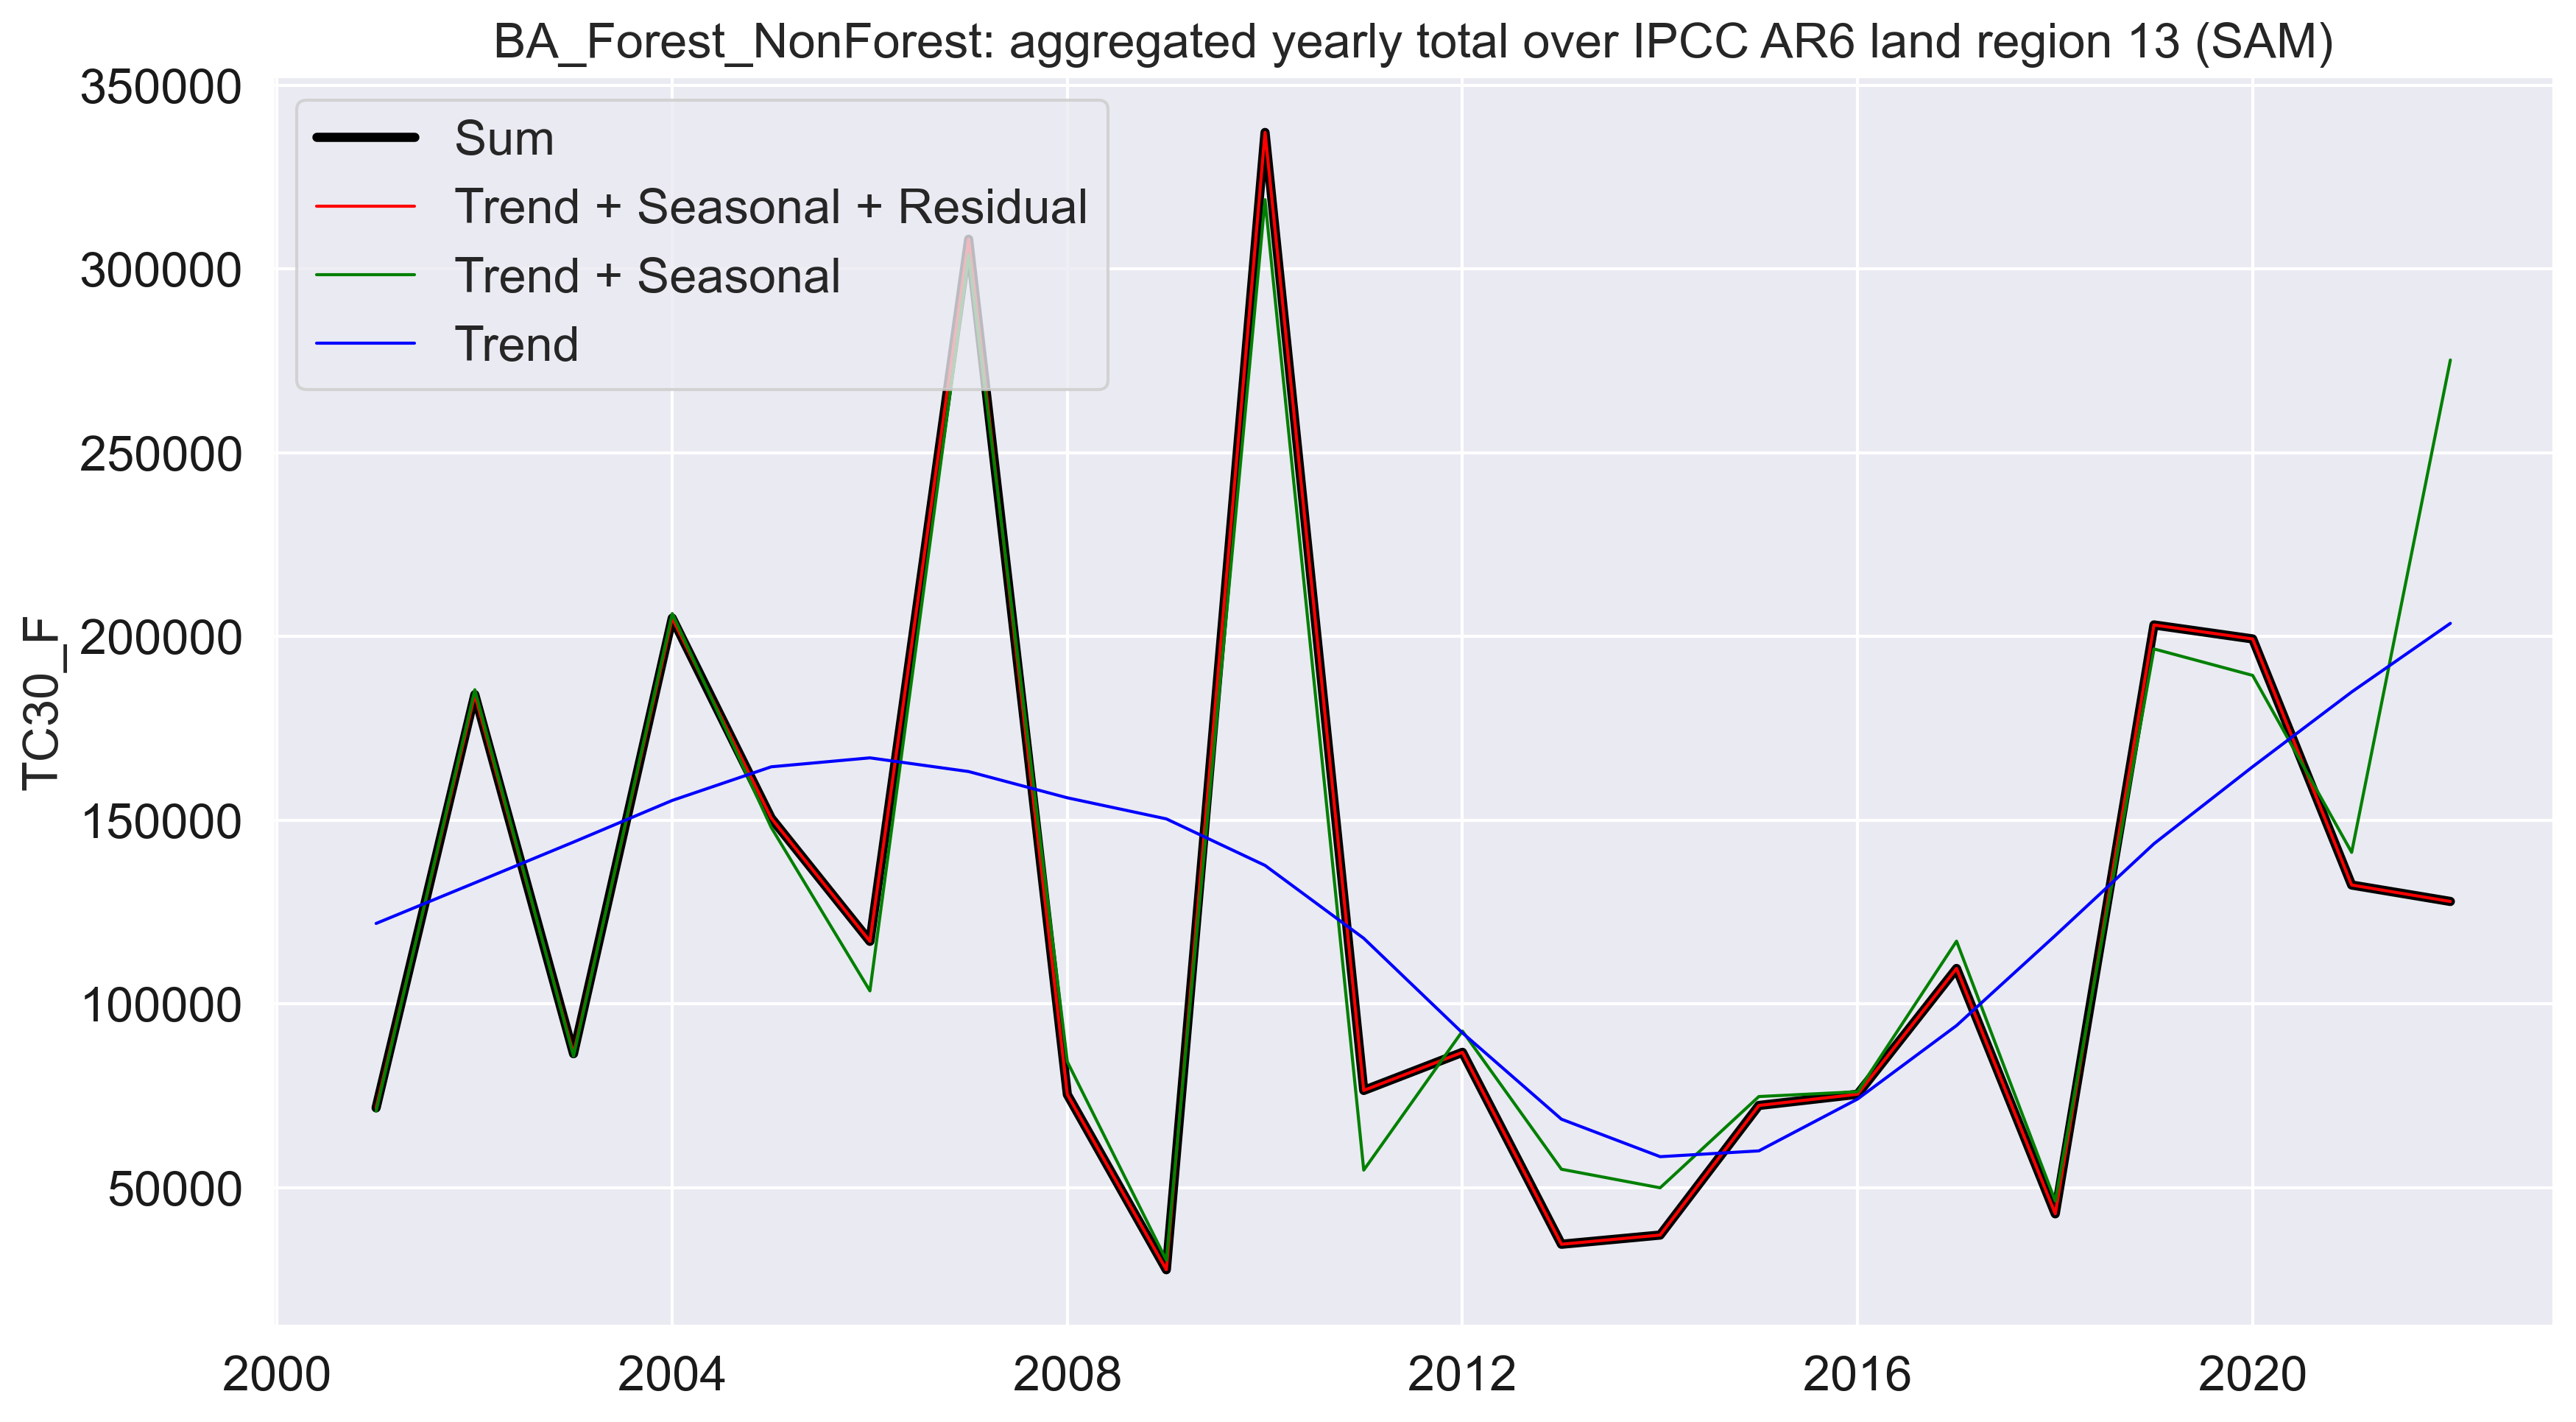 BA_Forest_NonForest: aggregated yearly total over IPCC AR6 land region 13 (SAM)
350000
300000
250000
200000
150000
100000
50000
TC30_F
Sum
Trend + Seasonal + Residual
Trend + Seasonal
Trend
2000 2004 2008 2012 2016 2020